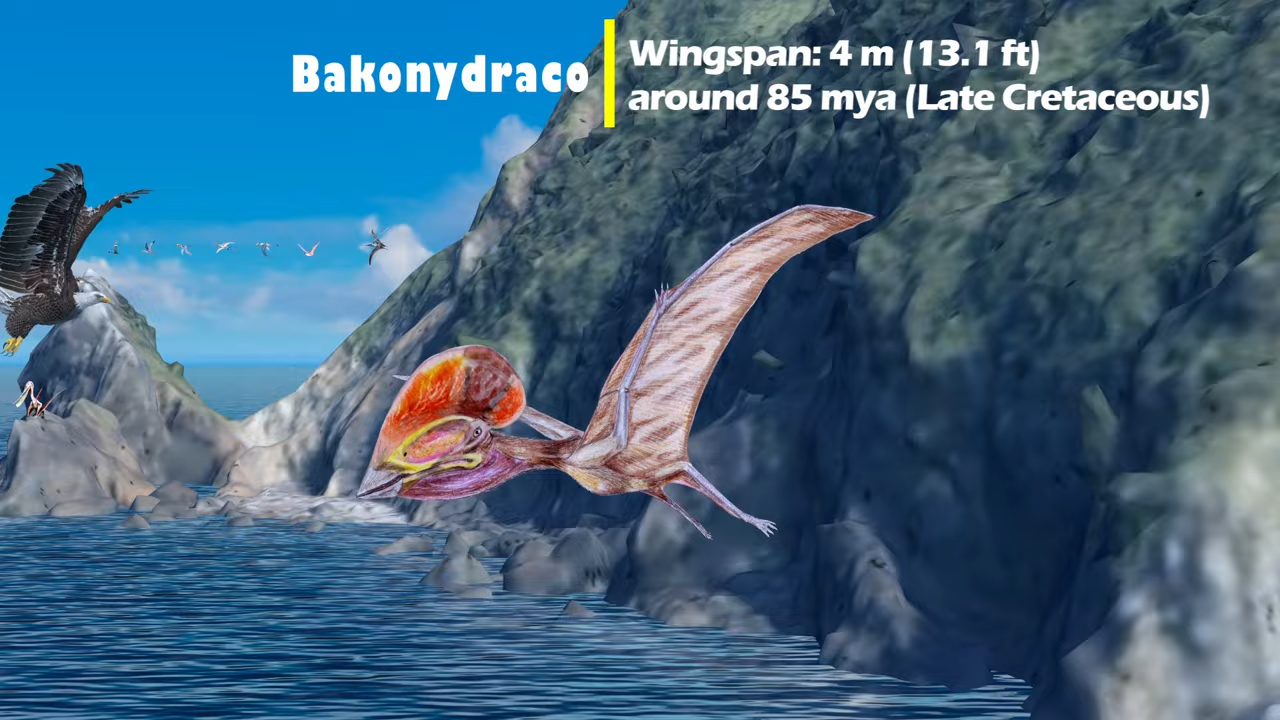 Bakonydraco
Wingspan: 4 m (13.1 ft)
around 85 mya (Late Cretaceous)